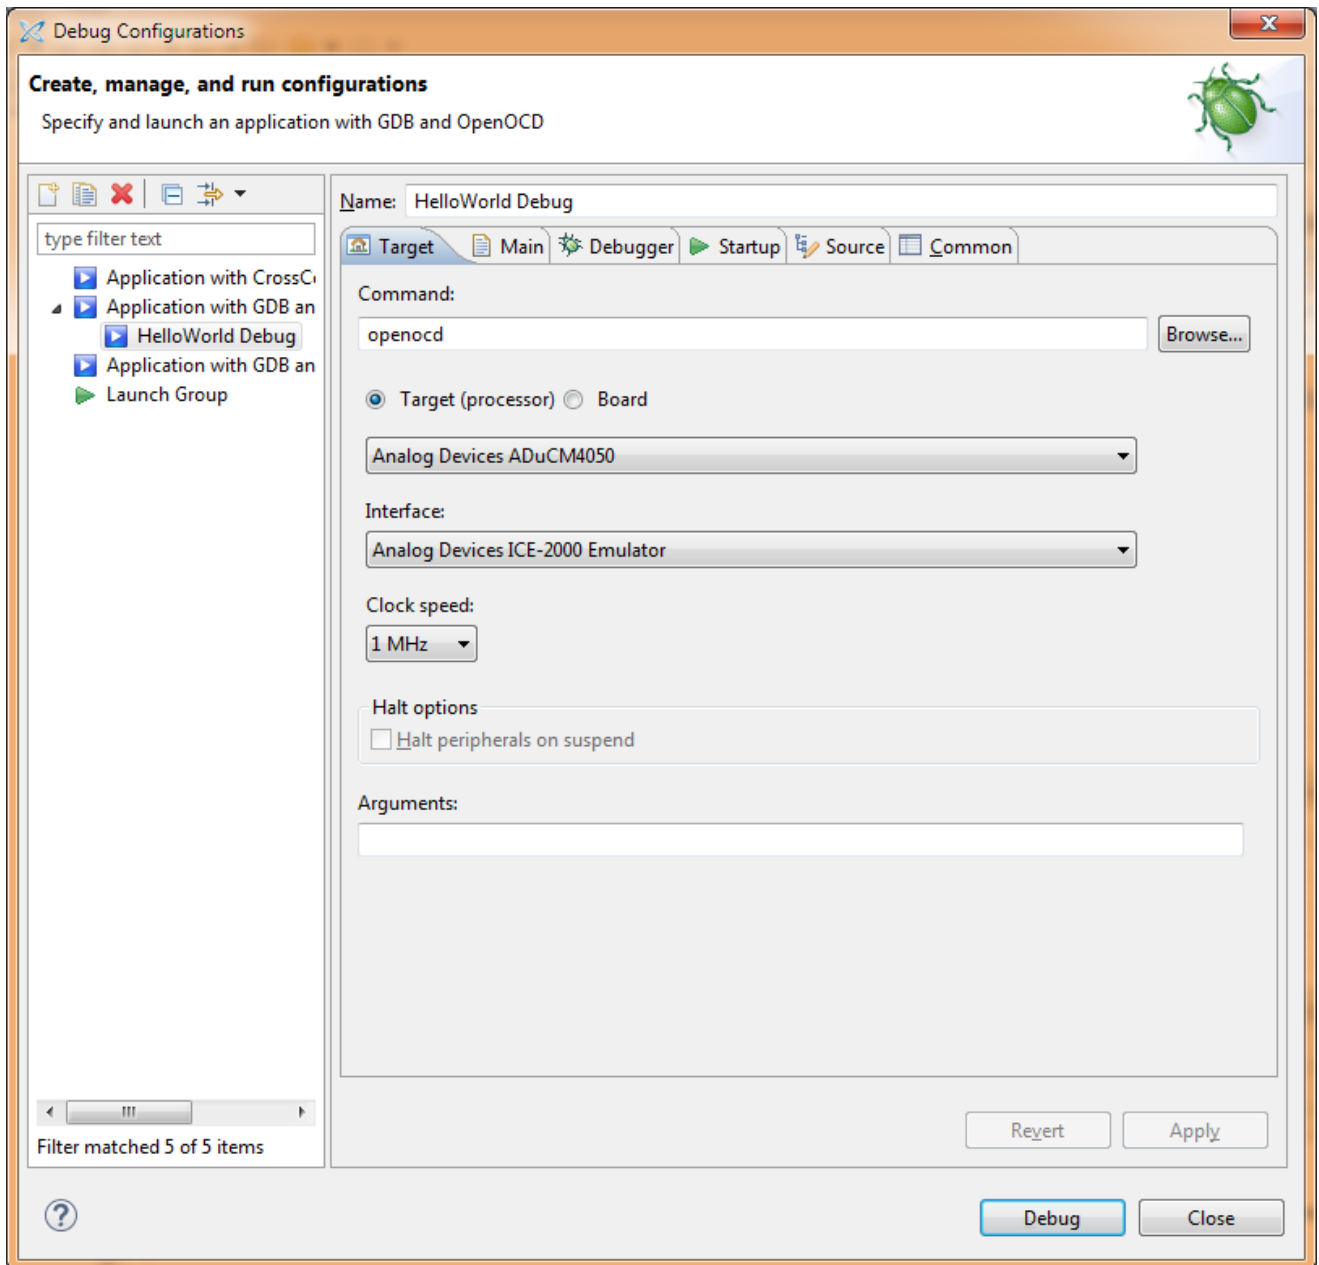 Debug Configurations
Create, manage, and run configurations
Specify and launch an application with GDB and OpenOCD
Name: HelloWorld Debug
type filter text
Target Main Debugger Startup Source Common
Application with CrossC
Application with GDB an
HelloWorld Debug
Application with GDB an
Launch Group
Command:
openocd Browse...
Target (processor) Board
Analog Devices ADuCM4050
Interface:
Analog Devices ICE-2000 Emulator
Clock speed:
1 MHz
Halt options
Halt peripherals on suspend
Arguments:
Filter matched 5 of 5 items
Revert Apply
Debug Close